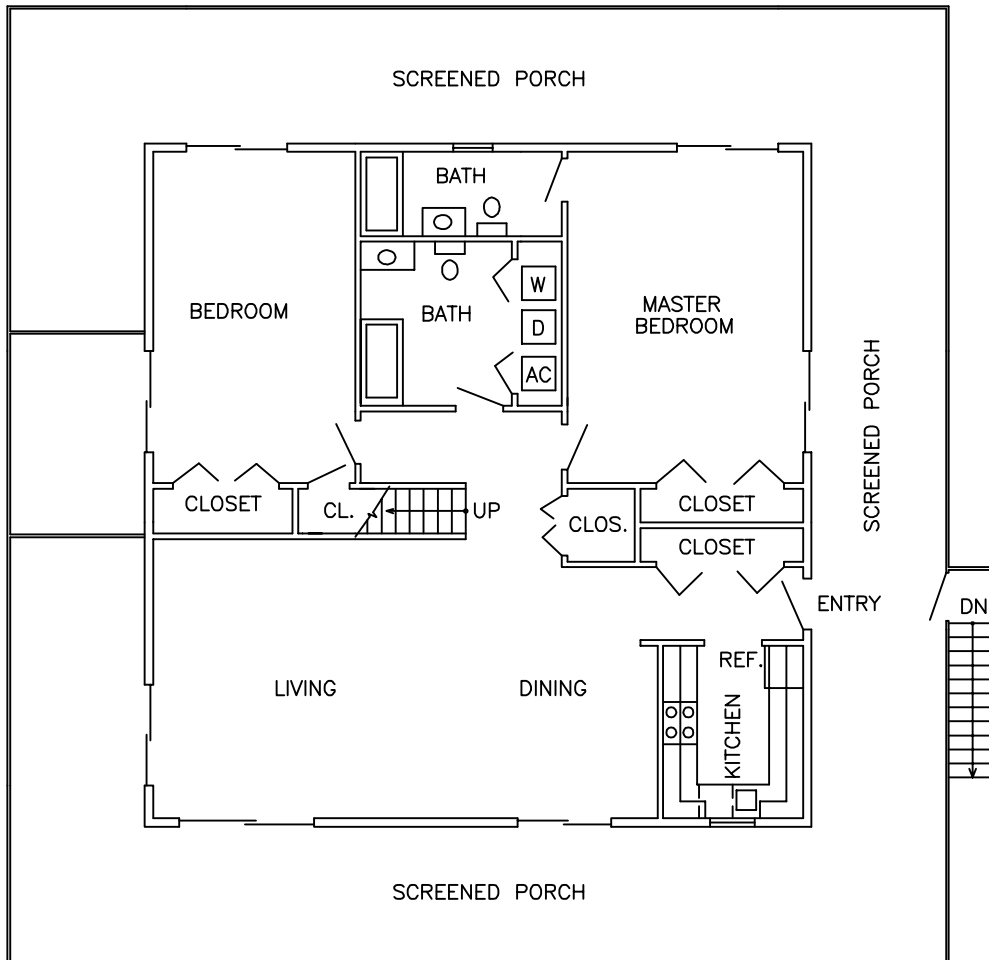 SCREENED PORCH
BATH
W
BEDROOM
BATH
MASTER
BEDROOM
D
AC
SCREENED PORCH
CLOSET
CL.
UP
CLOS.
CLOSET
CLOSET
ENTRY
DN
REF.
LIVING
DINING
KITCHEN
SCREENED PORCH